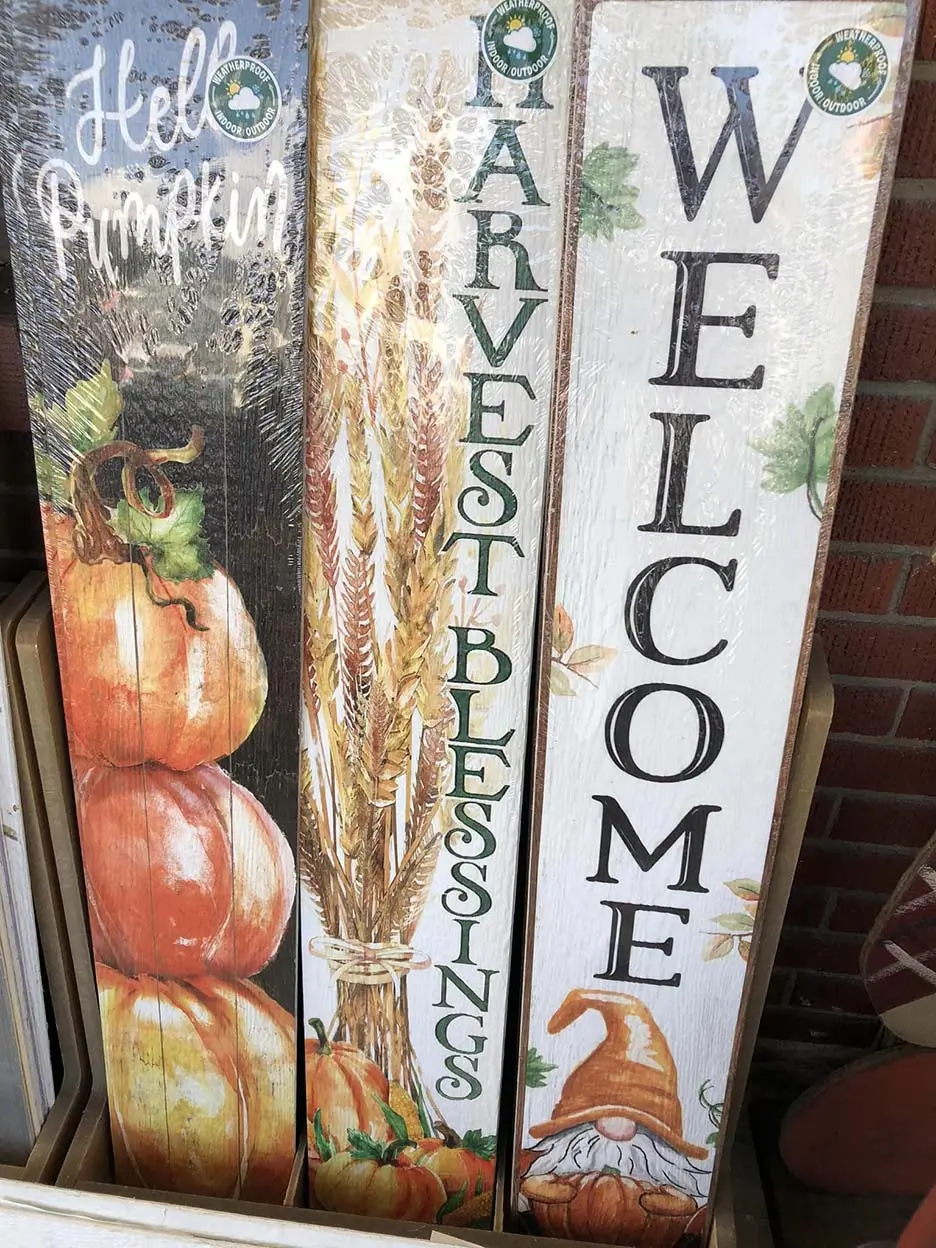 Hello
Pumpkin
WEATHERPROOF
INDOOR/OUTDOOR
HARVEST BLESSINGS
WEATHERPROOF
INDOOR/OUTDOOR
WELCOME
WEATHERPROOF
INDOOR/OUTDOOR